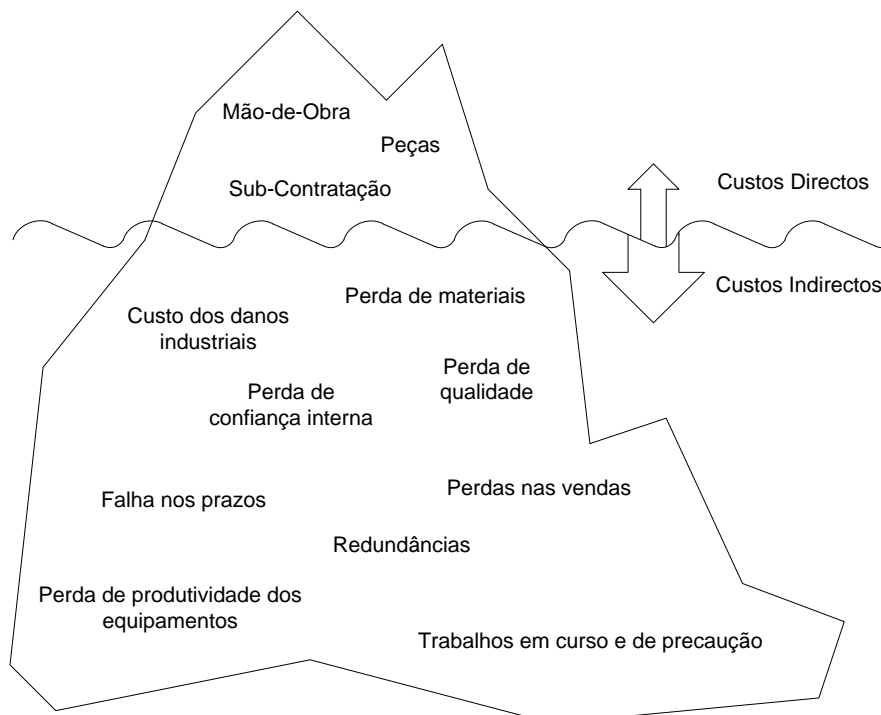 Mão-de-Obra
Peças
Sub-Contratação
Custos Directos
Custos Indirectos
Perda de materiais
Custo dos danos
industriais
Perda de
qualidade
Perda de
confiança interna
Falha nos prazos
Perdas nas vendas
Redundâncias
Perda de produtividade dos
equipamentos
Trabalhos em curso e de precaução